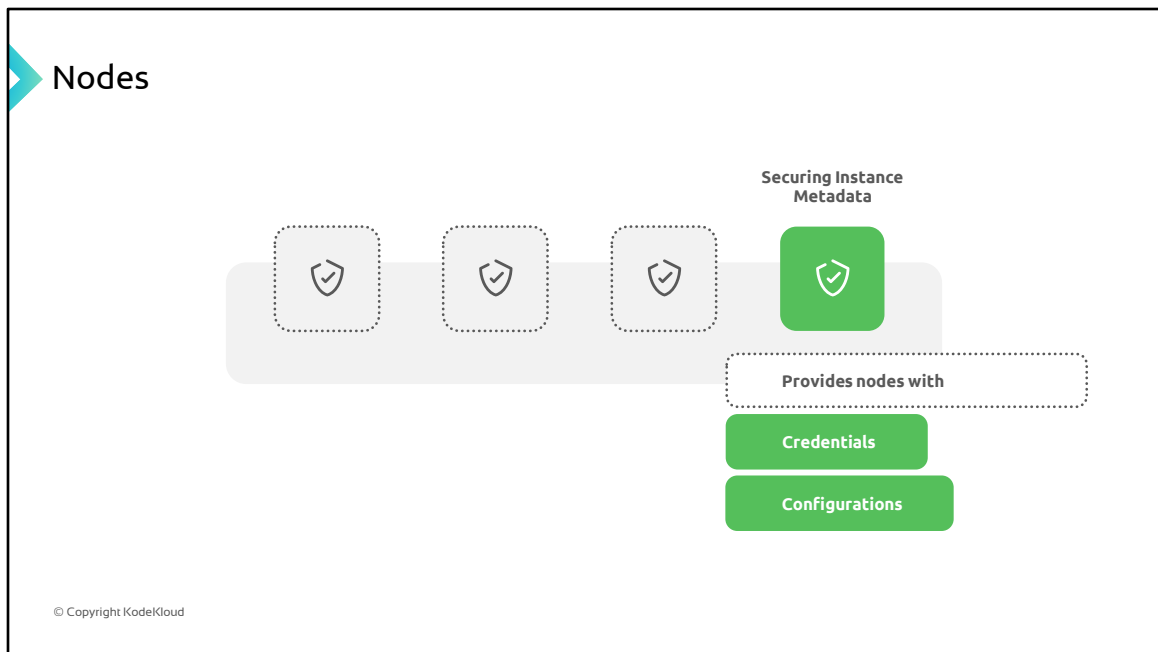 Nodes
Securing Instance
Metadata
Provides nodes with
Credentials
Configurations
© Copyright KodeKloud